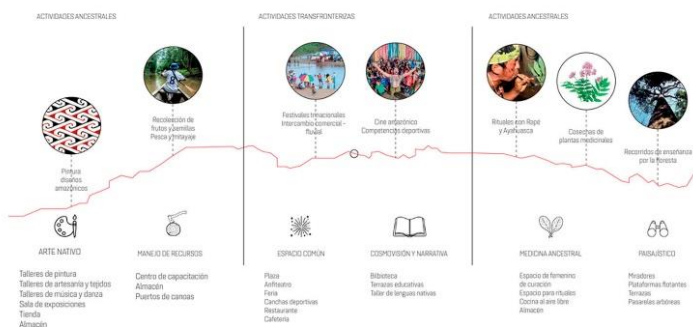 ACTIVIDADES ANCESTRALES
ACTIVIDADES TRANSFRONTERIZAS
ACTIVIDADES ANCESTRALES
Pintura
diseños
amazónicos
Recolección de
frutos y semillas
Pesca y
Festivales trinacionales
Intercambio comercial -
fluvial
Cine amazónico
Competencias deportivas
Rituales con Rapé
y Ayahuasca
Cosechas de
plantas medicinales
Recorridos de enseñanza
por la floresta
ARTE NATIVO
Talleres de pintura
Talleres de artesanía y tejidos
Talleres de música y danza
Sala de exposiciones
Tienda
Almacén
MANEJO DE RECURSOS
Centro de capacitación
Almacén
Puertos de canoas
ESPACIO COMÚN
Plaza
Anfiteatro
Feria
Canchas deportivas
Restaurante
Cafetería
COSMOVISIÓN Y NARRATIVA
Biblioteca
Terrazas educativas
Taller de lenguas nativas
MEDICINA ANCESTRAL
Espacio de femenino
de curación
Espacio para rituales
Cocina al aire libre
Almacén
PAISAJÍSTICO
Miradores
Plataformas flotantes
Terrazas
Pasarelas arbóreas